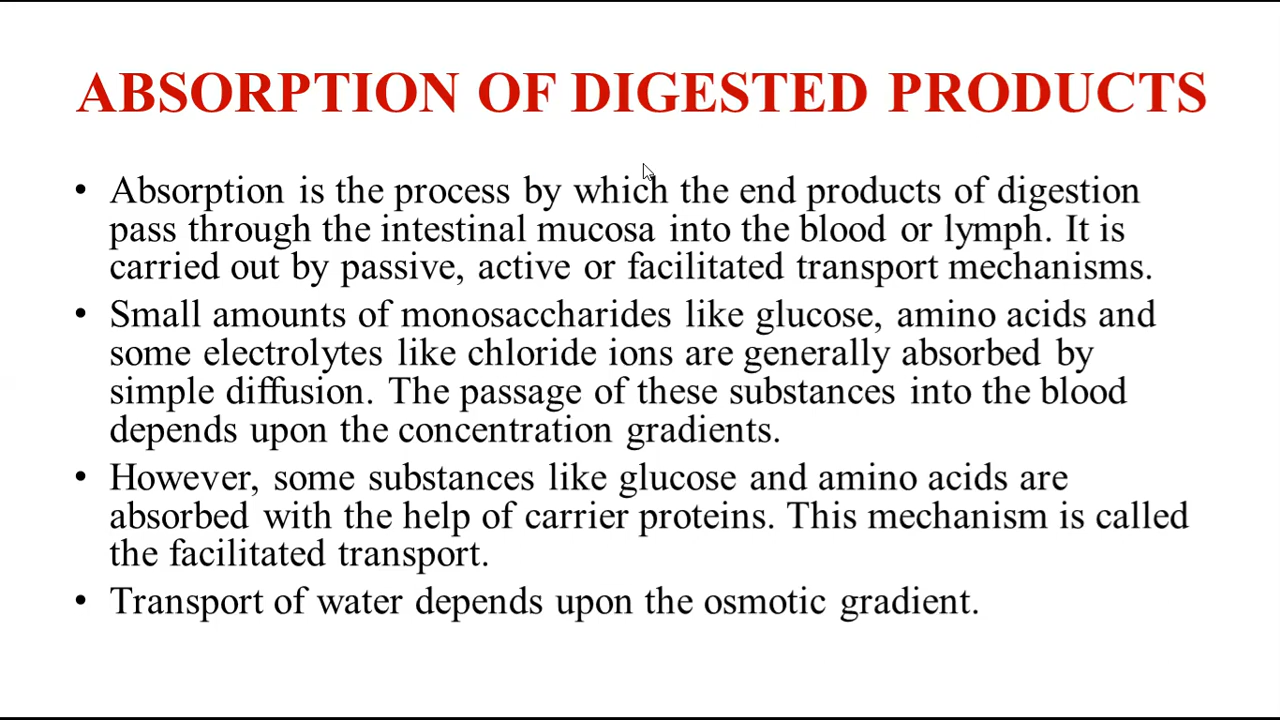 ABSORPTION OF DIGESTED PRODUCTS
• Absorption is the process by which the end products of digestion
pass through the intestinal mucosa into the blood or lymph. It is
carried out by passive, active or facilitated transport mechanisms.
• Small amounts of monosaccharides like glucose, amino acids and
some electrolytes like chloride ions are generally absorbed by
simple diffusion. The passage of these substances into the blood
depends upon the concentration gradients.
• However, some substances like glucose and amino acids are
absorbed with the help of carrier proteins. This mechanism is called
the facilitated transport.
• Transport of water depends upon the osmotic gradient.